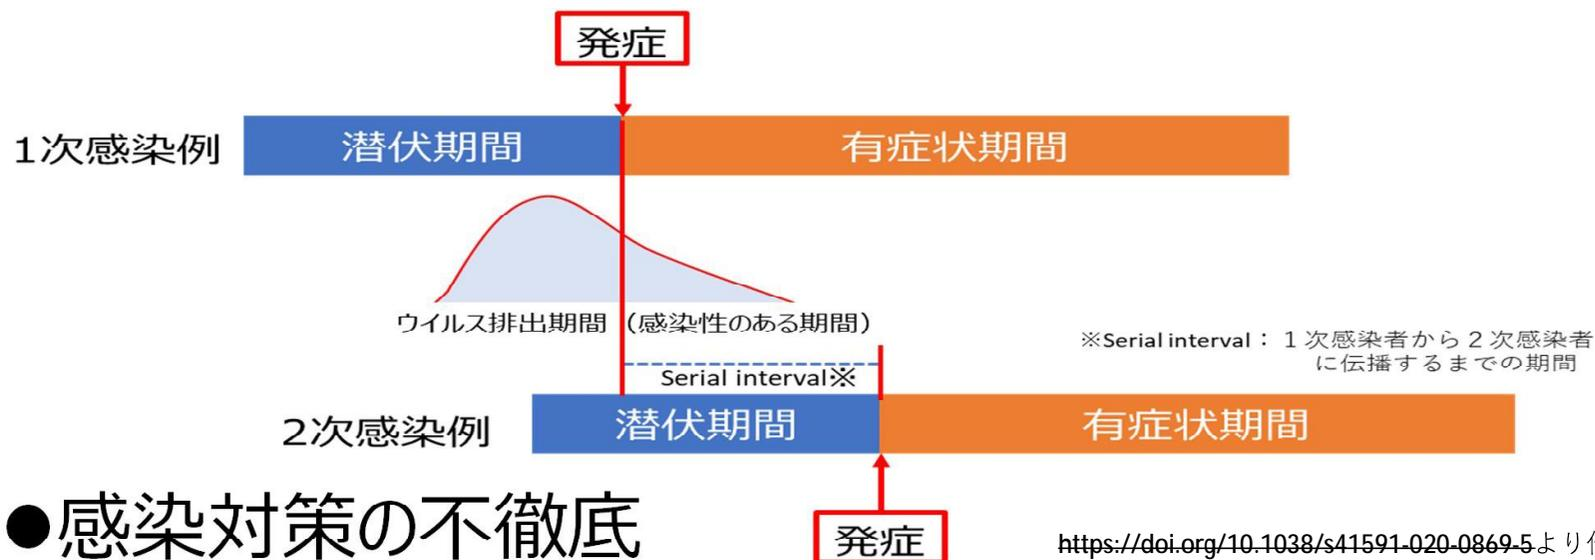 発症
1次感染例
潜伏期間
有症状期間
ウイルス排出期間（感染性のある期間）
※Serial interval：１次感染者から２次感染者
に伝播するまでの期間
Serial interval※
2次感染例
潜伏期間
有症状期間
●感染対策の不徹底
発症
https://doi.org/10.1038/s41591-020-0869-5より